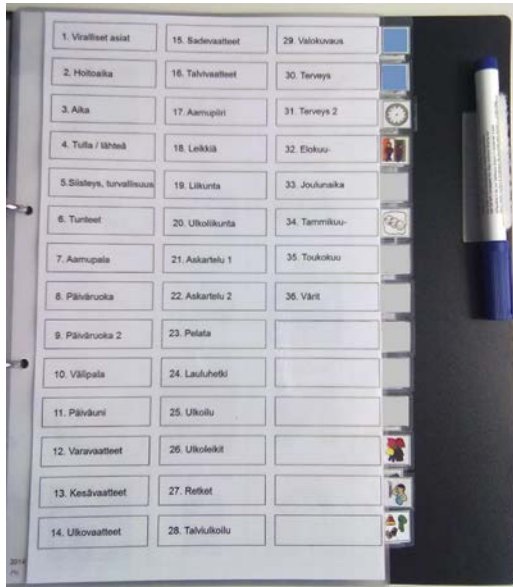 1. Viralliset asiat
2. Hoitoaika
3. Aika
4. Tulla / lähteä
5.Siisteys, turvallisuus
6. Tunteet
7. Aamupala
8. Päiväruoka
9. Päiväruoka 2
10. Välipala
11. Päiväuni
12. Varavaatteet
13. Kesävaatteet
14. Ulkovaatteet
15. Sadevaatteet
16. Talvivaatteet
17. Aamupiiri
18. Leikkiä
19. Liikunta
20. Ulkoliikunta
21. Askartelu 1
22. Askartelu 2
23. Pelata
24. Lauluhetki
25. Ulkoilu
26. Ulkoleikit
27. Retket
28. Talviulkoilu
29. Valokuvaus
30. Terveys
31. Terveys 2
32. Elokuu-
33. Joulunaika
34. Tammikuu-
35. Toukokuu
36. Värit
2014